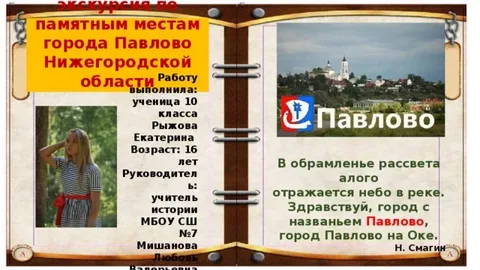 экскурсия по
памятным местам
города Павлово
Нижегородской
области
Работу
выполнила:
ученица 10
класса
Рыжова
Екатерина
Возраст: 16
лет
Руководител
ь:
учитель
истории
МБОУ СШ
№7
Мишанова
Любовь
Валерьевна
Павлово
В обрамленье рассвета
алого
отражается небо в реке.
Здравствуй, город с
названьем Павлово,
город Павлово на Оке.
Н. Смагин